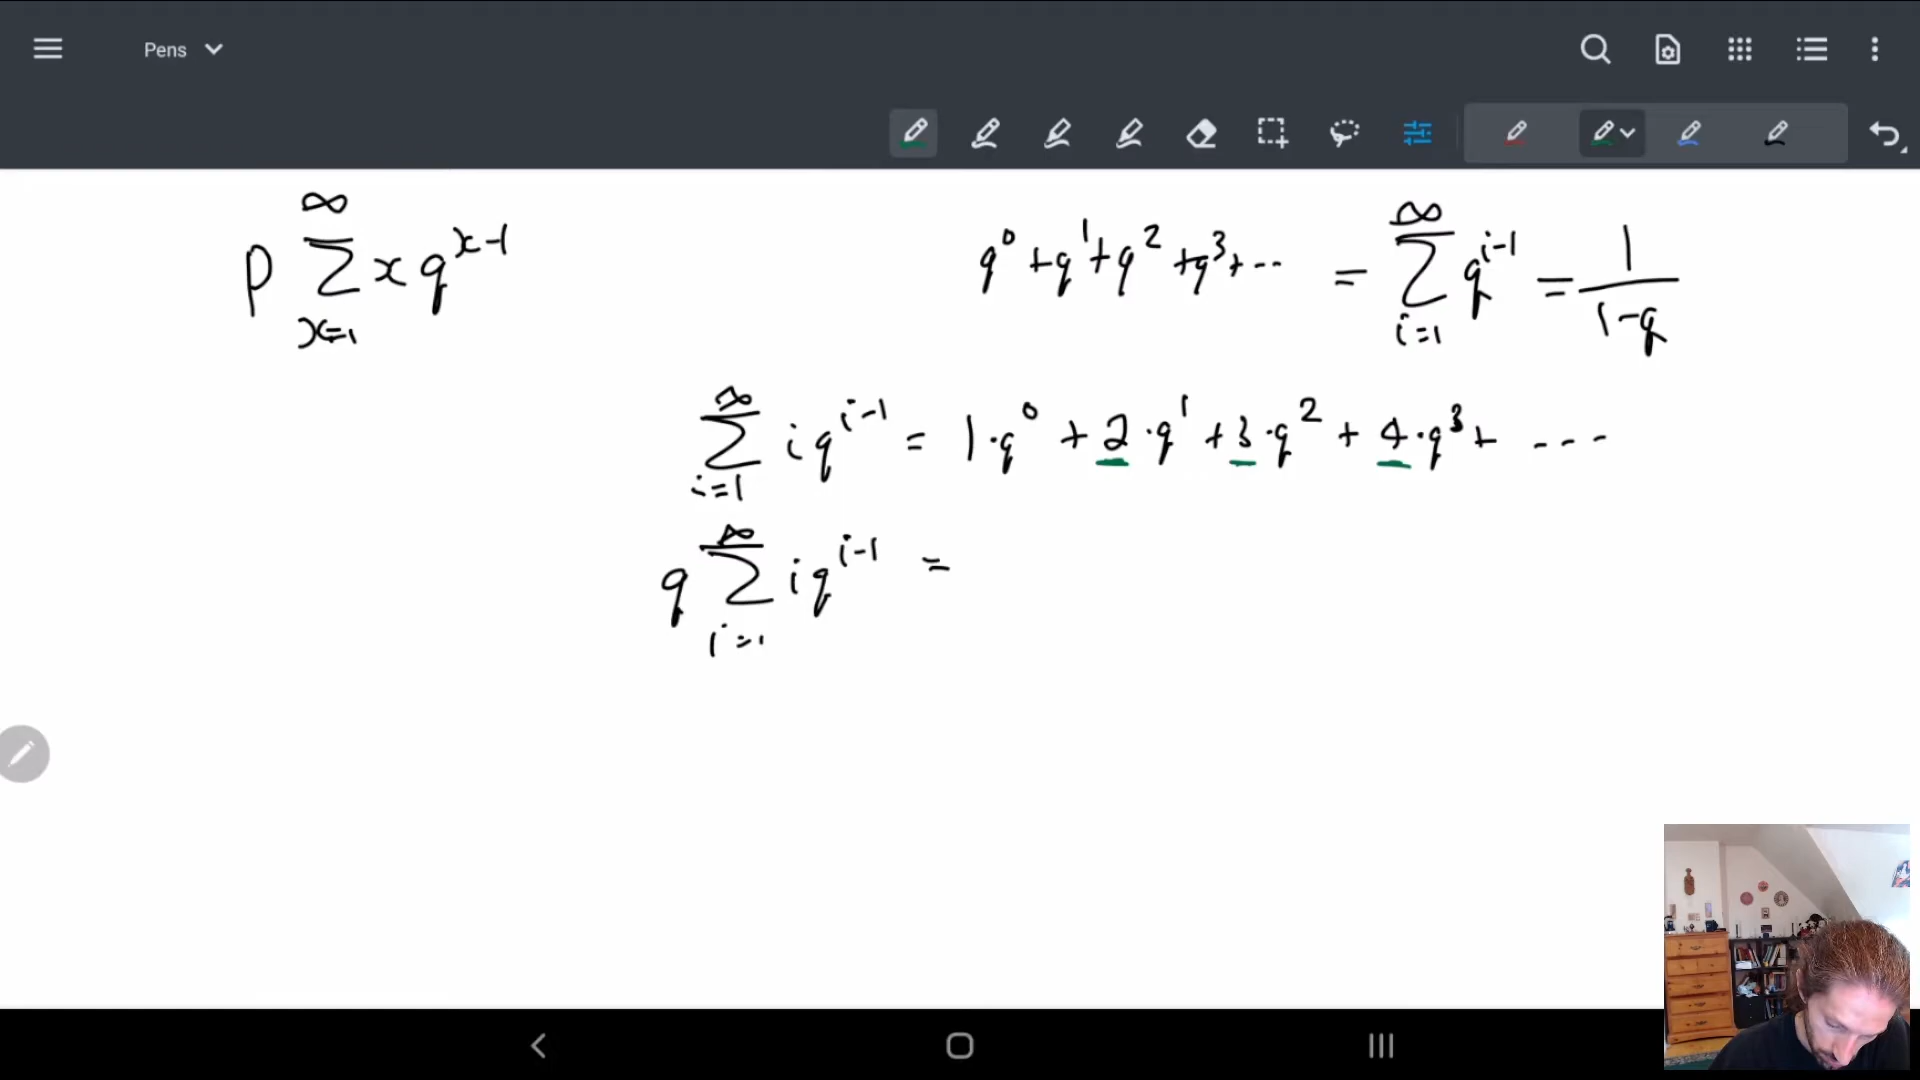 Pens
p ∞ Σ x=1 x q^{x-1}
q^0 + q^1 + q^2 + q^3 + ... = ∞ Σ i=1 q^{i-1} = 1/(1-q)
∞ Σ i=1 i q^{i-1} = 1·q^0 + 2·q^1 + 3·q^2 + 4·q^3 + ----
q ∞ Σ i=1 i q^{i-1} =